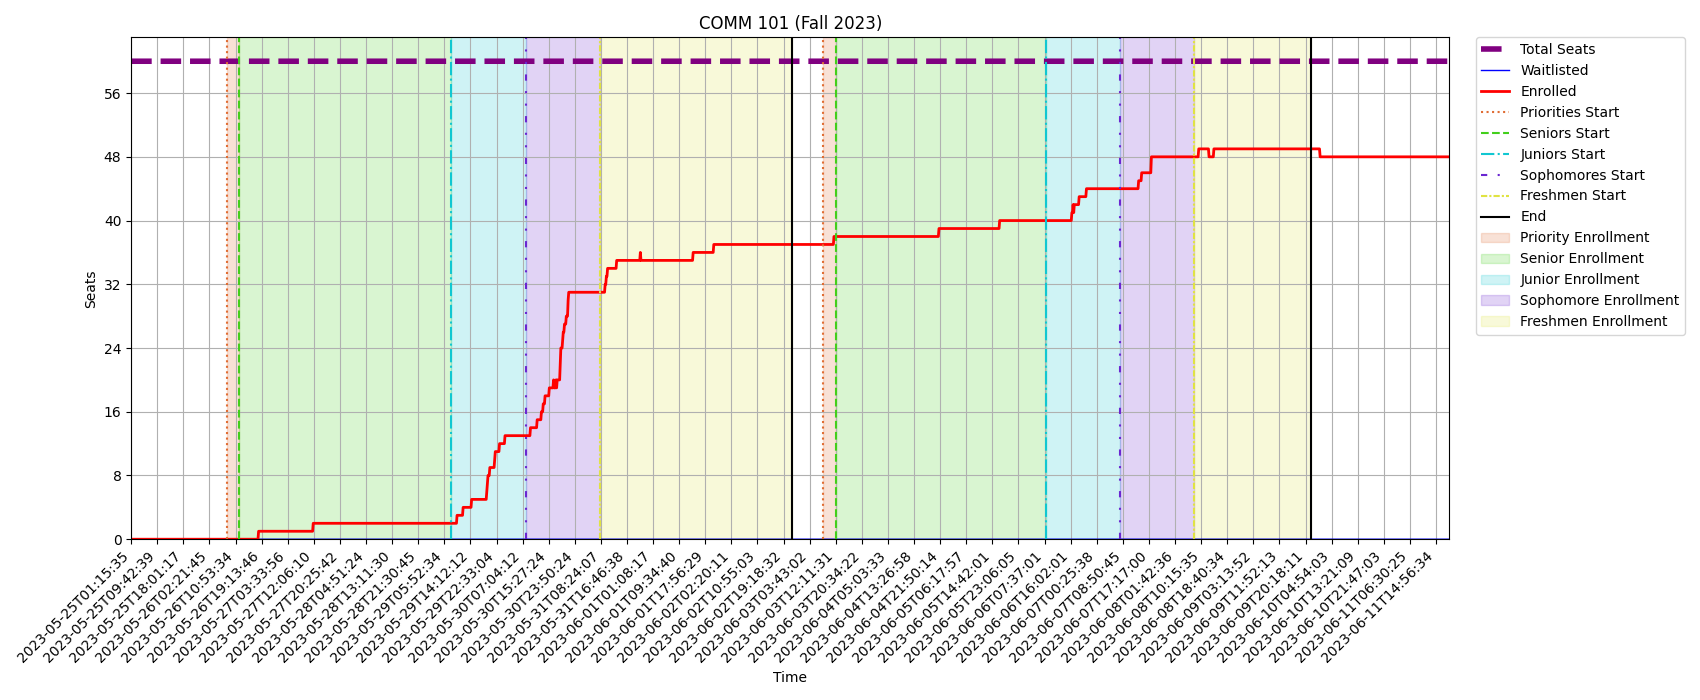 COMM 101 (Fall 2023)
Total Seats
Waitlisted
Enrolled
Priorities Start
Seniors Start
Juniors Start
Sophomores Start
Freshmen Start
End
Priority Enrollment
Senior Enrollment
Junior Enrollment
Sophomore Enrollment
Freshmen Enrollment
Seats
56
48
40
32
24
16
8
0
2023-05-25T01:15:35
2023-05-25T09:42:39
2023-05-25T18:01:17
2023-05-26T02:21:45
2023-05-26T10:53:34
2023-05-26T19:13:46
2023-05-27T03:33:56
2023-05-27T12:06:10
2023-05-27T20:25:42
2023-05-28T04:51:24
2023-05-28T13:11:30
2023-05-28T21:30:45
2023-05-29T05:52:34
2023-05-29T14:12:12
2023-05-29T22:33:04
2023-05-30T07:04:12
2023-05-30T15:27:24
2023-05-30T23:50:24
2023-05-31T08:24:07
2023-05-31T16:46:38
2023-06-01T01:08:17
2023-06-01T09:34:40
2023-06-01T17:56:29
2023-06-02T02:20:11
2023-06-02T10:55:03
2023-06-02T19:18:32
2023-06-03T03:43:02
2023-06-03T12:11:31
2023-06-03T20:34:22
2023-06-04T05:03:33
2023-06-04T13:26:58
2023-06-04T21:50:14
2023-06-05T06:17:57
2023-06-05T14:42:01
2023-06-05T23:06:05
2023-06-06T07:37:01
2023-06-06T16:02:01
2023-06-07T00:25:38
2023-06-07T08:50:45
2023-06-07T17:17:00
2023-06-08T01:42:36
2023-06-08T10:15:35
2023-06-08T18:40:34
2023-06-09T03:13:52
2023-06-09T11:52:13
2023-06-09T20:18:11
2023-06-10T04:54:03
2023-06-10T13:21:09
2023-06-10T21:47:03
2023-06-11T06:30:25
2023-06-11T14:56:34
Time